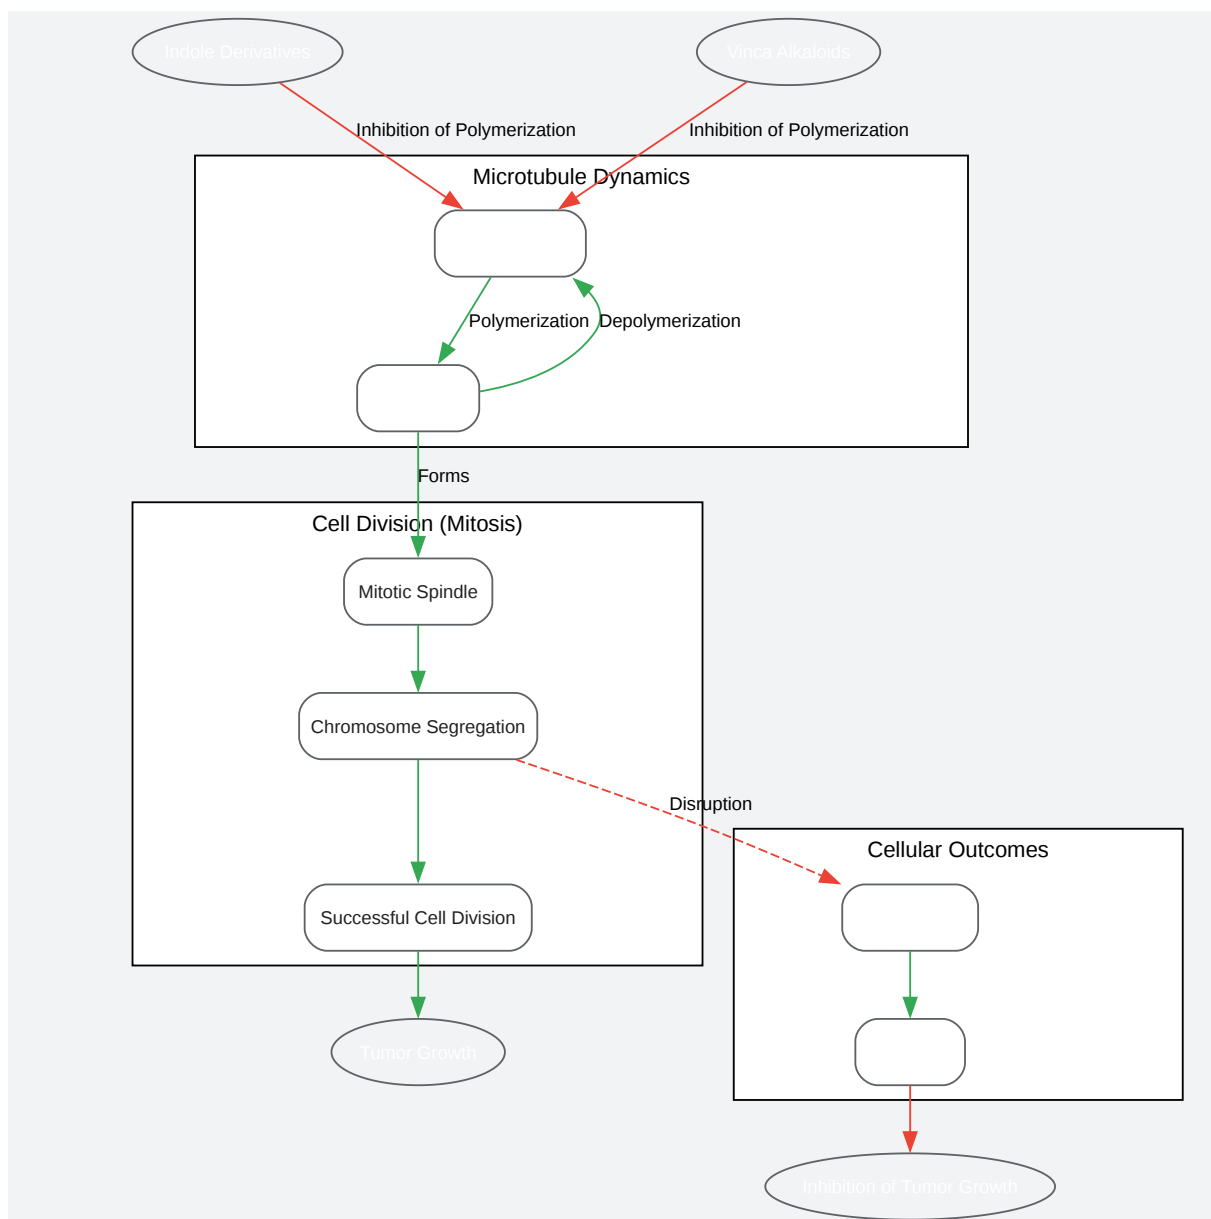 Indole Derivatives
Vinca Alkaloids
Inhibition of Polymerization
Inhibition of Polymerization
Microtubule Dynamics
Polymerization
Depolymerization
Forms
Cell Division (Mitosis)
Mitotic Spindle
Chromosome Segregation
Disruption
Cellular Outcomes
Successful Cell Division
Tumor Growth
Inhibition of Tumor Growth